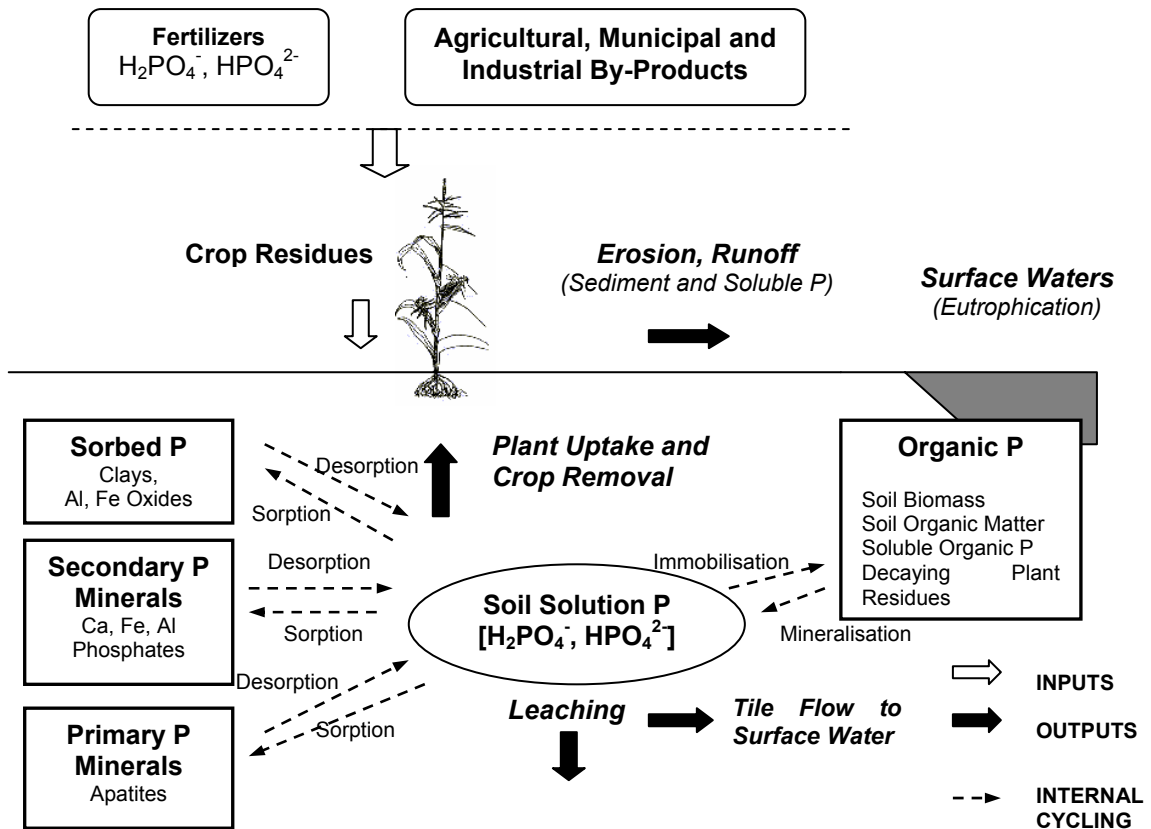 Fertilizers
H₂PO₄⁻, HPO₄²⁻
Agricultural, Municipal and
Industrial By-Products
Crop Residues
Erosion, Runoff
(Sediment and Soluble P)
Surface Waters
(Eutrophication)
Sorbed P
Clays,
Al, Fe Oxides
Desorption
Sorption
Plant Uptake and
Crop Removal
Organic P
Soil Biomass
Soil Organic Matter
Soluble Organic P
Decaying Plant
Residues
Secondary P
Minerals
Ca, Fe, Al
Phosphates
Desorption
Sorption
Immobilisation
Mineralisation
Soil Solution P
[H₂PO₄⁻, HPO₄²⁻]
Desorption
Sorption
Primary P
Minerals
Apatites
Leaching
Tile Flow to
Surface Water
INPUTS
OUTPUTS
INTERNAL
CYCLING